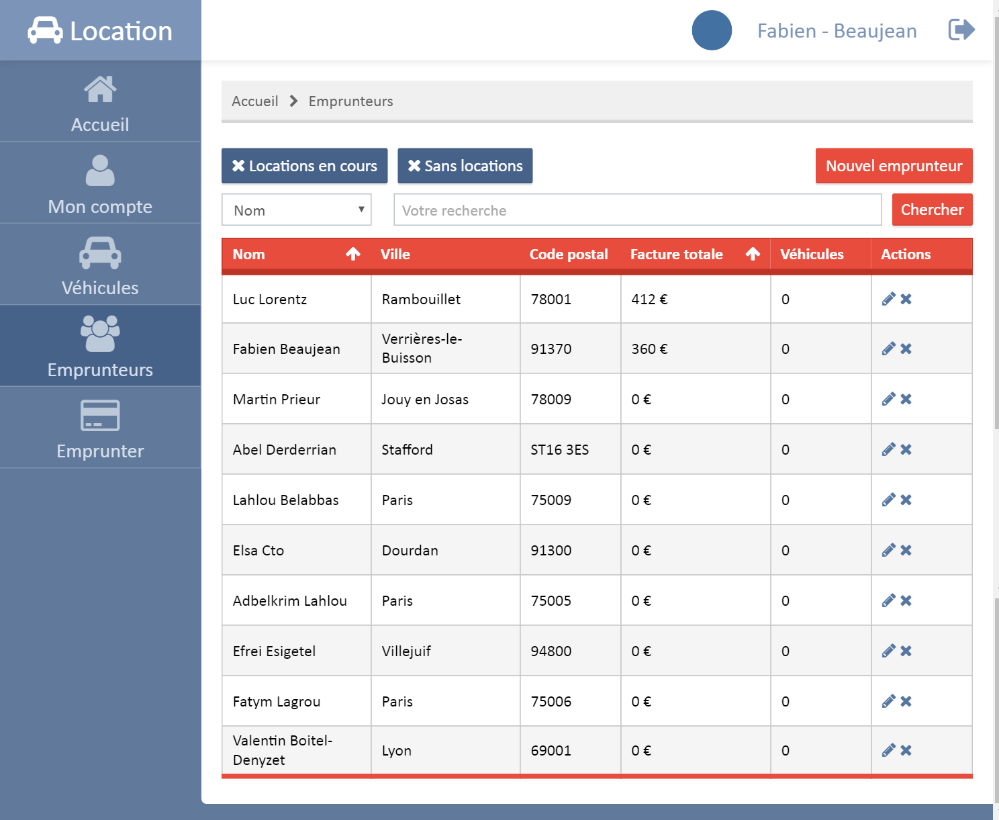 Location
Fabien - Beaujean
Accueil
Mon compte
Véhicules
Emprunteurs
Emprunter
Accueil Emprunteurs
Locations en cours Sans locations Nouvel emprunteur
Nom Votre recherche Chercher
Nom Ville Code postal Facture totale Véhicules Actions
Luc Lorentz Rambouillet 78001 412 € 0
Fabien Beaujean Verrières-le-
Buisson 91370 360 € 0
Martin Prieur Jouy en Josas 78009 0 € 0
Abel Derderrian Stafford ST16 3ES 0 € 0
Lahlou Belabbas Paris 75009 0 € 0
Elsa Cto Dourdan 91300 0 € 0
Adbelkrim Lahlou Paris 75005 0 € 0
Efrei Esigetel Villejuif 94800 0 € 0
Fatym Lagrou Paris 75006 0 € 0
Valentin Boitel-
Denyzet Lyon 69001 0 € 0